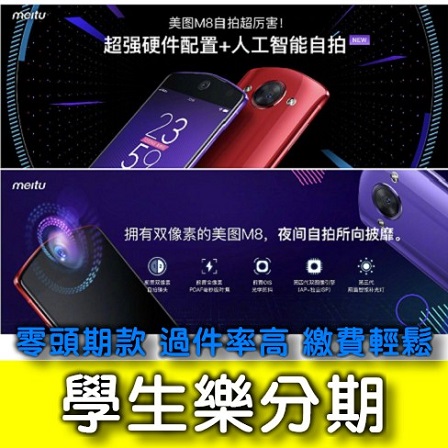 meitu
美图M8自拍超厉害!
超强硬件配置+人工智能自拍 NEW
23
59
meitu
拥有双像素的美图M8，夜间自拍所向披靡。
零頭期款 過件率高 繳費輕鬆
學生樂分期